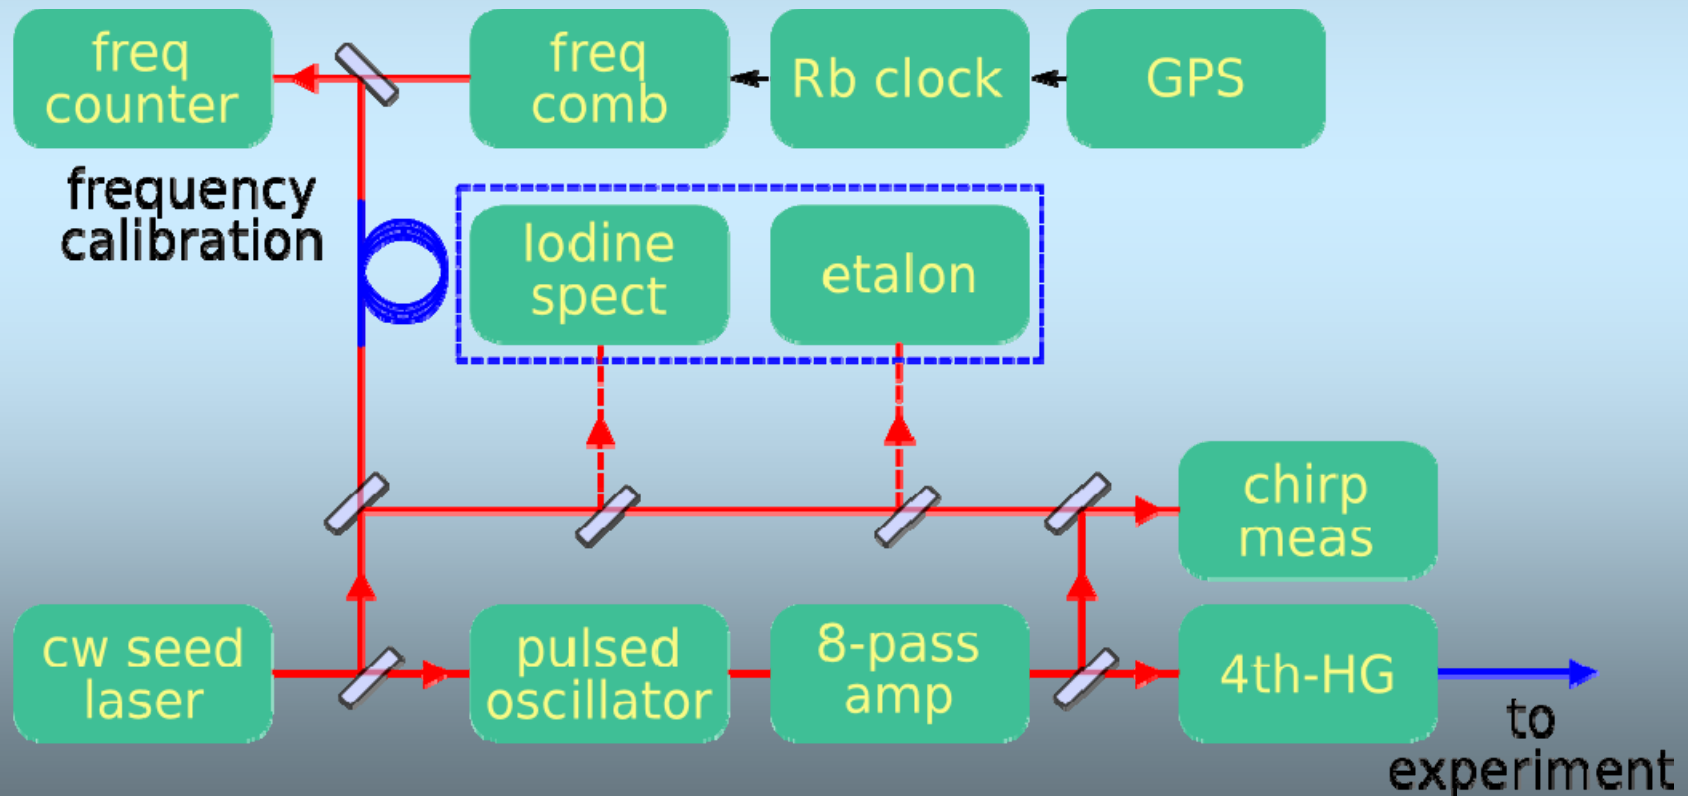 freq
counter
freq
comb
Rb clock
GPS
frequency
calibration
Iodine
spect
etalon
chirp
meas
cw seed
laser
pulsed
oscillator
8-pass
amp
4th-HG
to
experiment